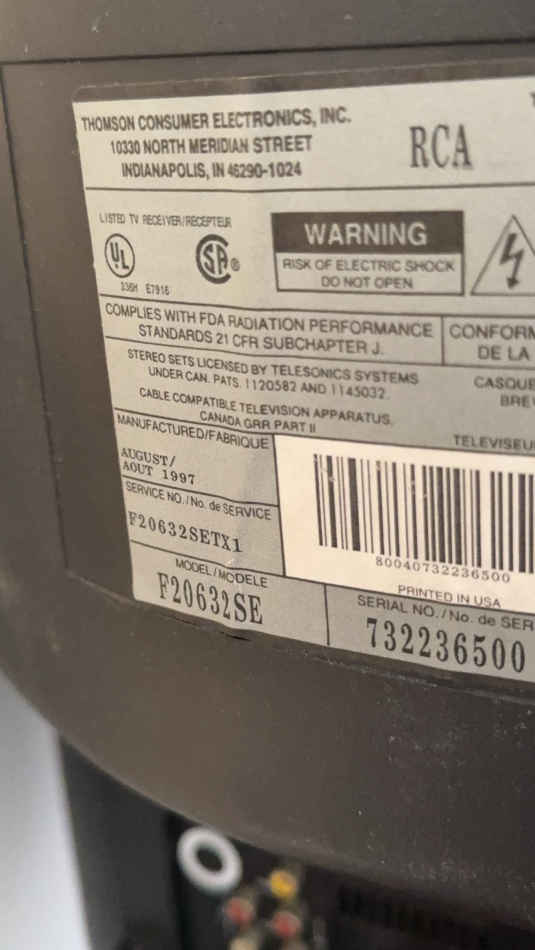 THOMSON CONSUMER ELECTRONICS, INC.
10330 NORTH MERIDIAN STREET
INDIANAPOLIS, IN 46290-1024
RCA
LISTED TV RECEIVER/RECEPTEUR
UL
SA
®
336H E7916
WARNING
RISK OF ELECTRIC SHOCK
DO NOT OPEN
COMPLIES WITH FDA RADIATION PERFORMANCE
STANDARDS 21 CFR SUBCHAPTER J.
CONFORM
DE LA
STEREO SETS LICENSED BY TELESONICS SYSTEMS
UNDER CAN. PATS. 1120582 AND 1145032.
CASQUE
BRE
CABLE COMPATIBLE TELEVISION APPARATUS.
CANADA GRR PART II
TELEVISEU
MANUFACTURED/FABRIQUE
AUGUST/
AOUT 1997
SERVICE NO./No. de SERVICE
F20632SETX1
80040732236500
PRINTED IN USA
MODEL/MODELE
F20632SE
SERIAL NO./No. de SER
732236500